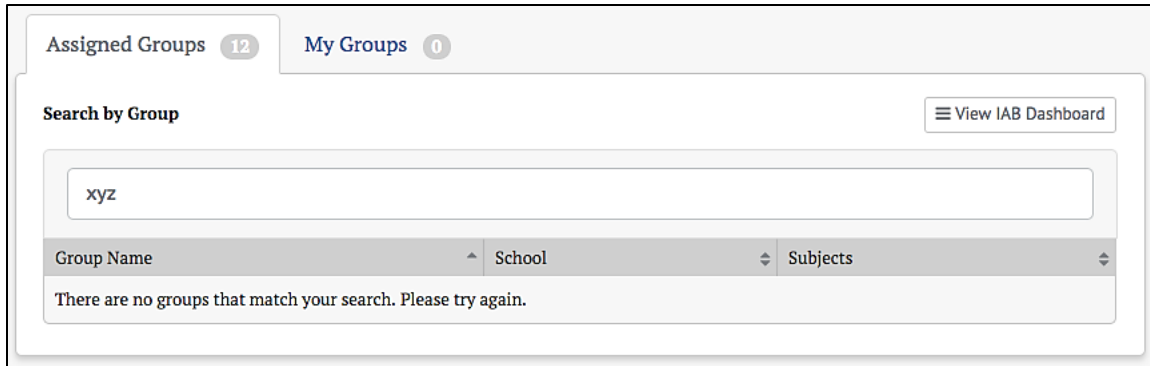 Assigned Groups 12 My Groups 0
Search by Group View IAB Dashboard
xyz
Group Name School Subjects
There are no groups that match your search. Please try again.